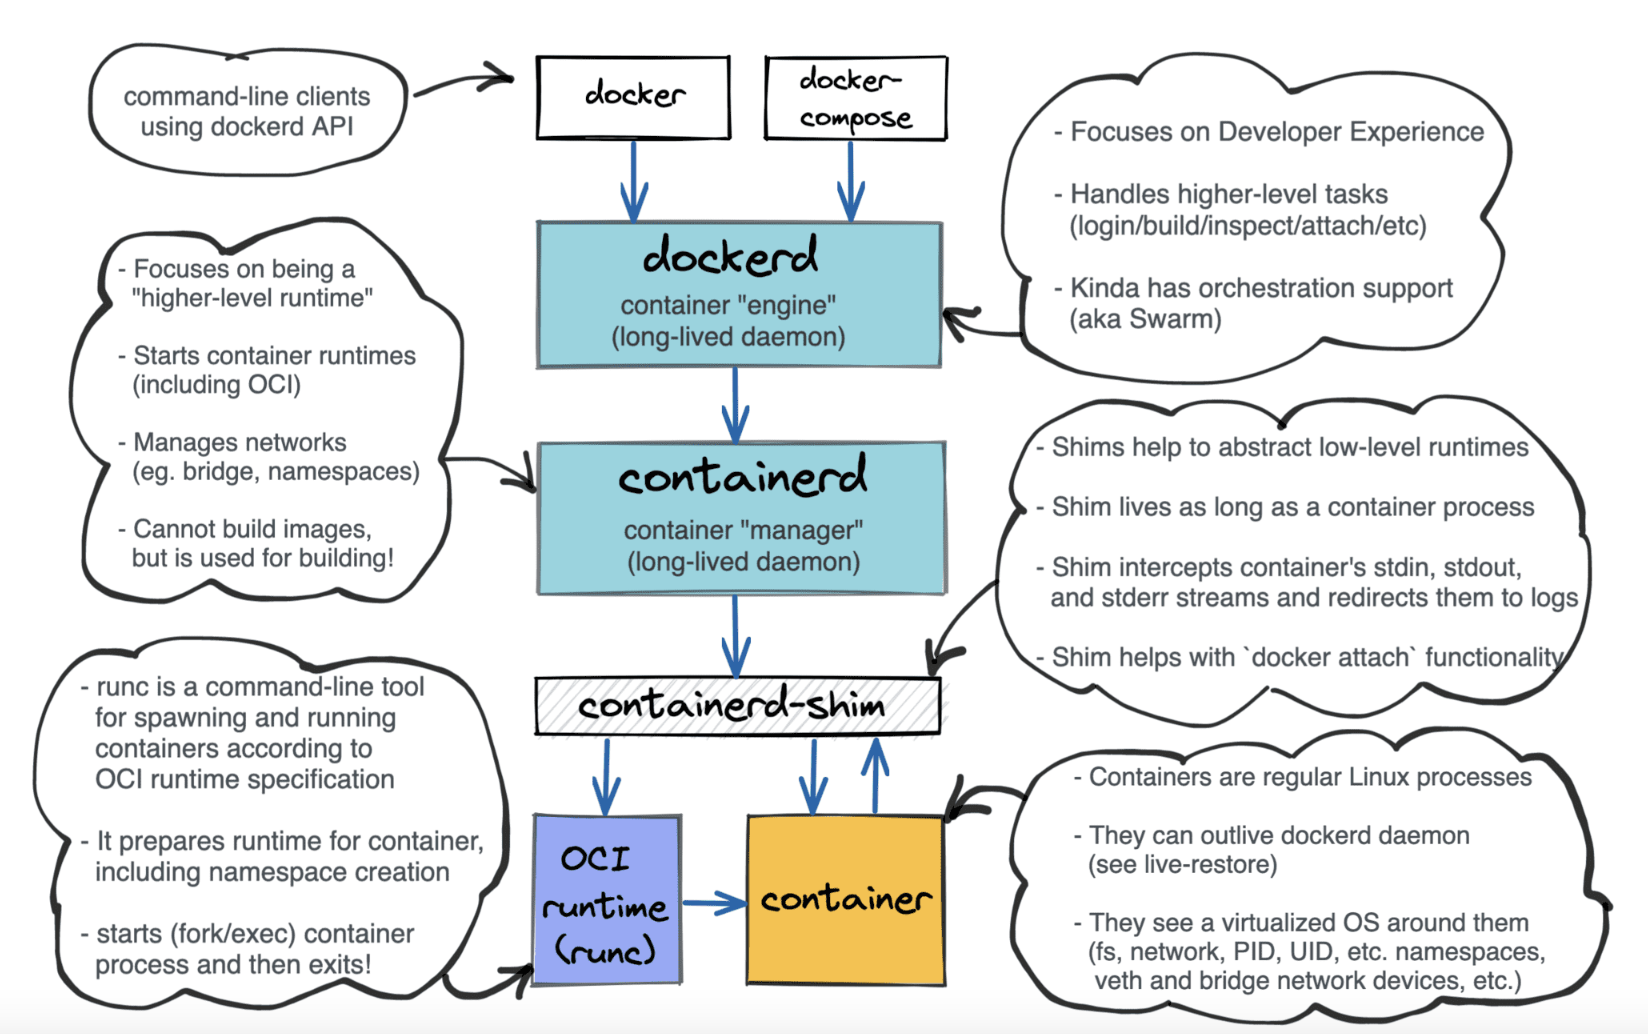 command-line clients
using dockerd API
docker
docker-
compose
- Focuses on Developer Experience
- Handles higher-level tasks
(login/build/inspect/attach/etc)
- Kinda has orchestration support
(aka Swarm)
dockerd
container "engine"
(long-lived daemon)
- Focuses on being a
"higher-level runtime"
- Starts container runtimes
(including OCI)
- Manages networks
(eg. bridge, namespaces)
- Cannot build images,
but is used for building!
containerd
container "manager"
(long-lived daemon)
- Shims help to abstract low-level runtimes
- Shim lives as long as a container process
- Shim intercepts container's stdin, stdout,
and stderr streams and redirects them to logs
- Shim helps with `docker attach` functionality
containerd-shim
- runc is a command-line tool
for spawning and running
containers according to
OCI runtime specification
- It prepares runtime for container,
including namespace creation
- starts (fork/exec) container
process and then exits!
OCI
runtime
(runc)
container
- Containers are regular Linux processes
- They can outlive dockerd daemon
(see live-restore)
- They see a virtualized OS around them
(fs, network, PID, UID, etc. namespaces,
veth and bridge network devices, etc.)